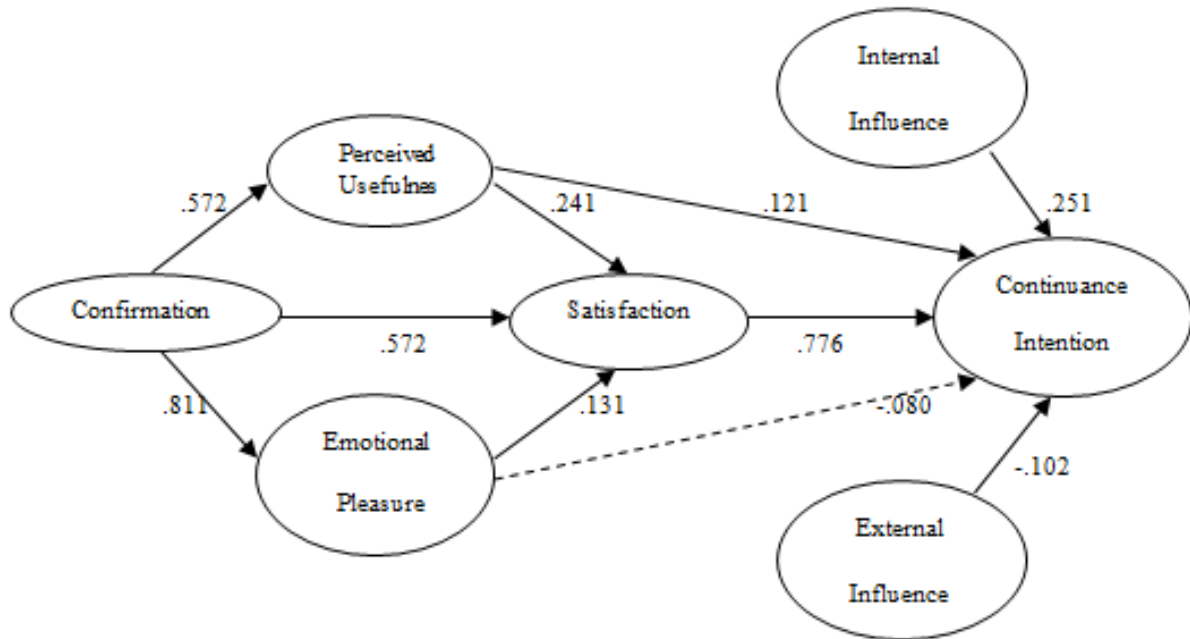 Internal
Influence
Perceived
Usefulnes
.572
.241
.121
.251
Confirmation
Satisfaction
Continuance
Intention
.572
.776
.811
.131
-.080
Emotional
Pleasure
-.102
External
Influence